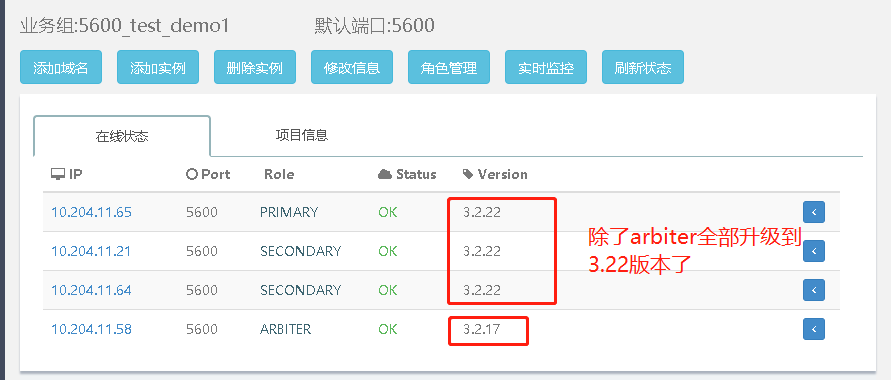 业务组:5600_test_demo1 默认端口:5600
添加域名 添加实例 删除实例 修改信息 角色管理 实时监控 刷新状态
在线状态 项目信息
IP Port Role Status Version
10.204.11.65 5600 PRIMARY OK 3.2.22
10.204.11.21 5600 SECONDARY OK 3.2.22
10.204.11.64 5600 SECONDARY OK 3.2.22
10.204.11.58 5600 ARBITER OK 3.2.17
除了arbiter全部升级到
3.22版本了